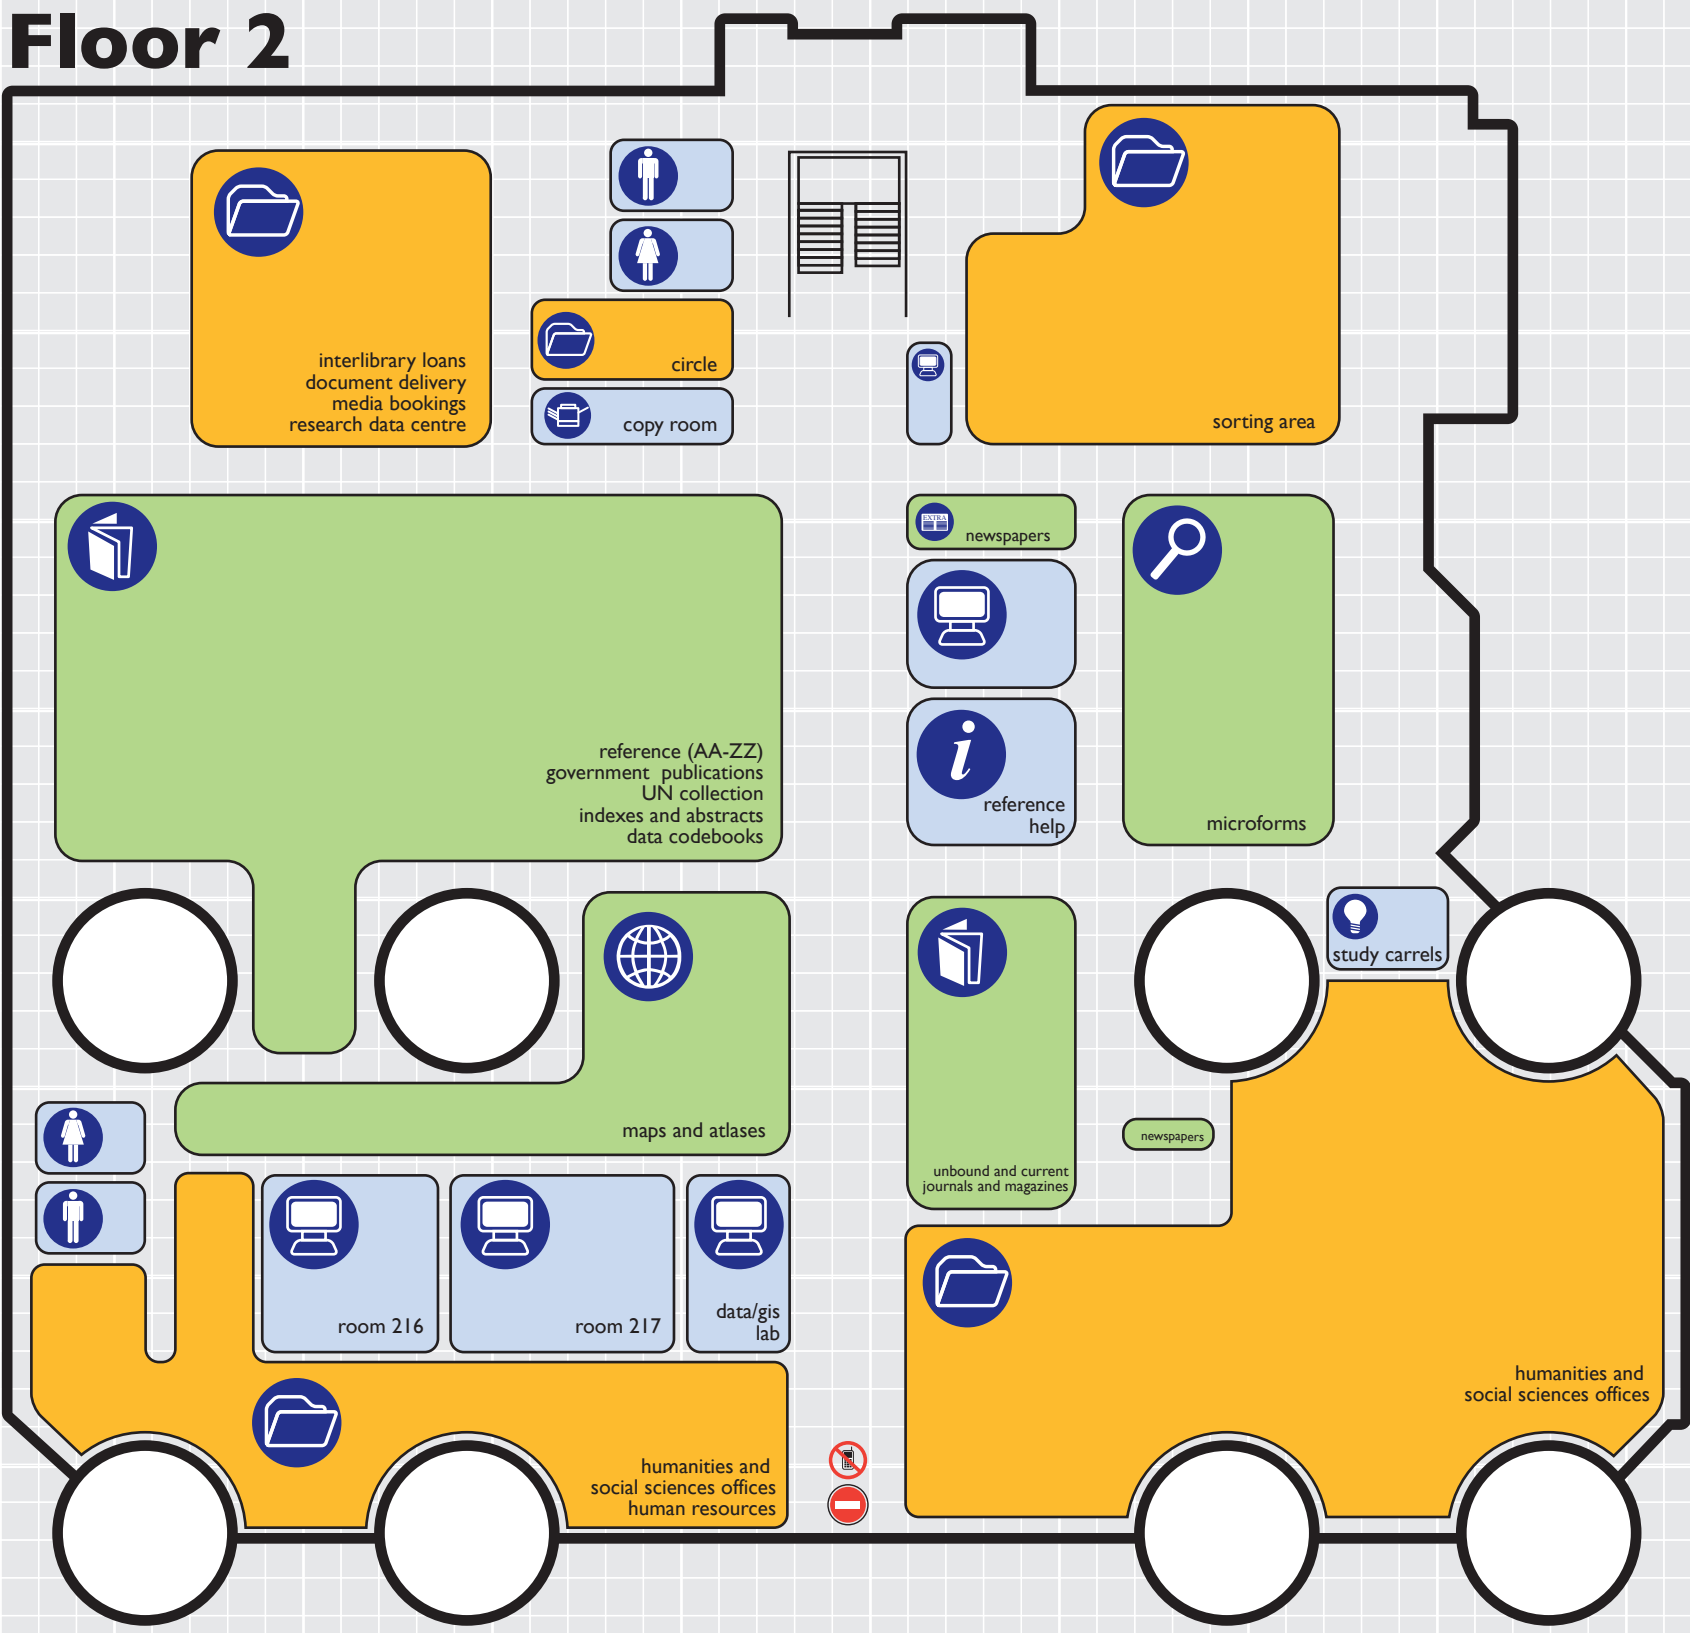 Floor 2
interlibrary loans
document delivery
media bookings
research data centre
circle
copy room
sorting area
EXTRA
newspapers
reference (AA-ZZ)
government publications
UN collection
indexes and abstracts
data codebooks
i
reference
help
microforms
study carrels
maps and atlases
newspapers
unbound and current
journals and magazines
room 216
room 217
data/gis
lab
humanities and
social sciences offices
humanities and
social sciences offices
human resources